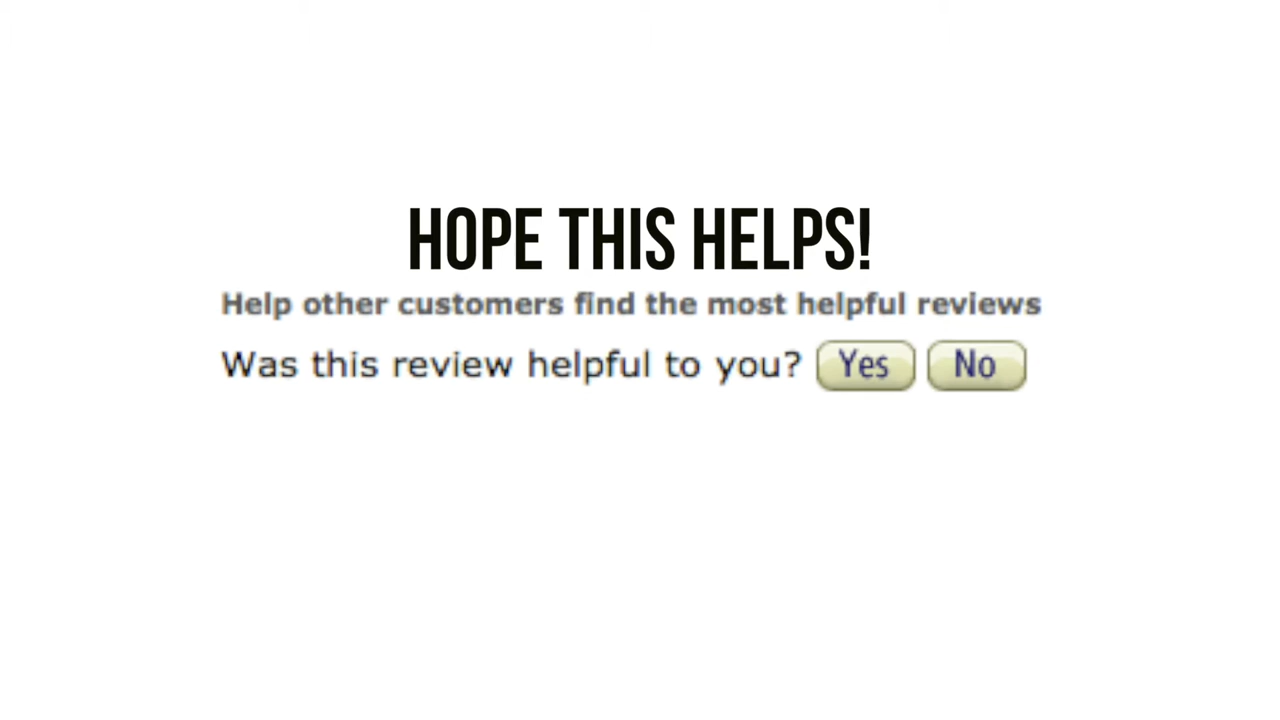 HOPE THIS HELPS!
Help other customers find the most helpful reviews
Was this review helpful to you? Yes No